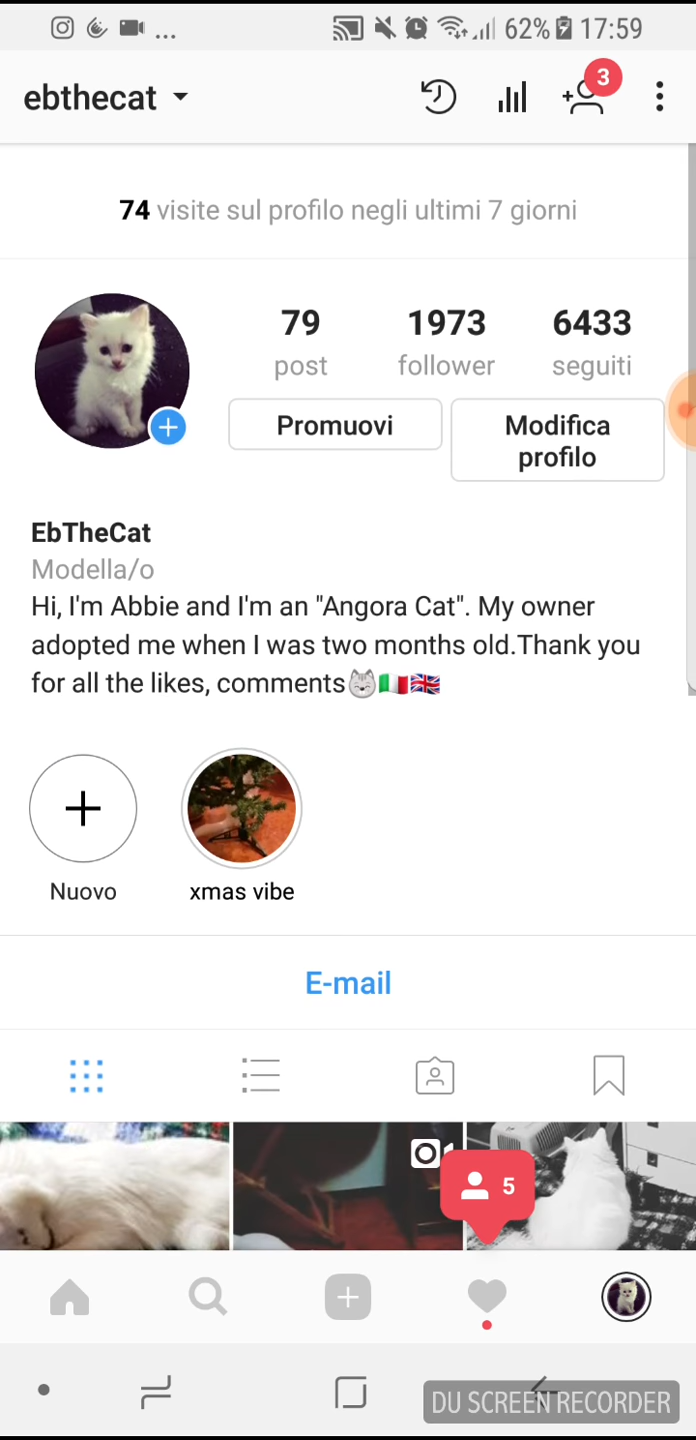 62% 17:59
ebthecat
3
74 visite sul profilo negli ultimi 7 giorni
79 1973 6433
post follower seguiti
Promuovi
Modifica
profilo
EbTheCat
Modella/o
Hi, I'm Abbie and I'm an "Angora Cat". My owner
adopted me when I was two months old.Thank you
for all the likes, comments🐱🇮🇹🇬🇧
Nuovo xmas vibe
E-mail
5
DU SCREEN RECORDER